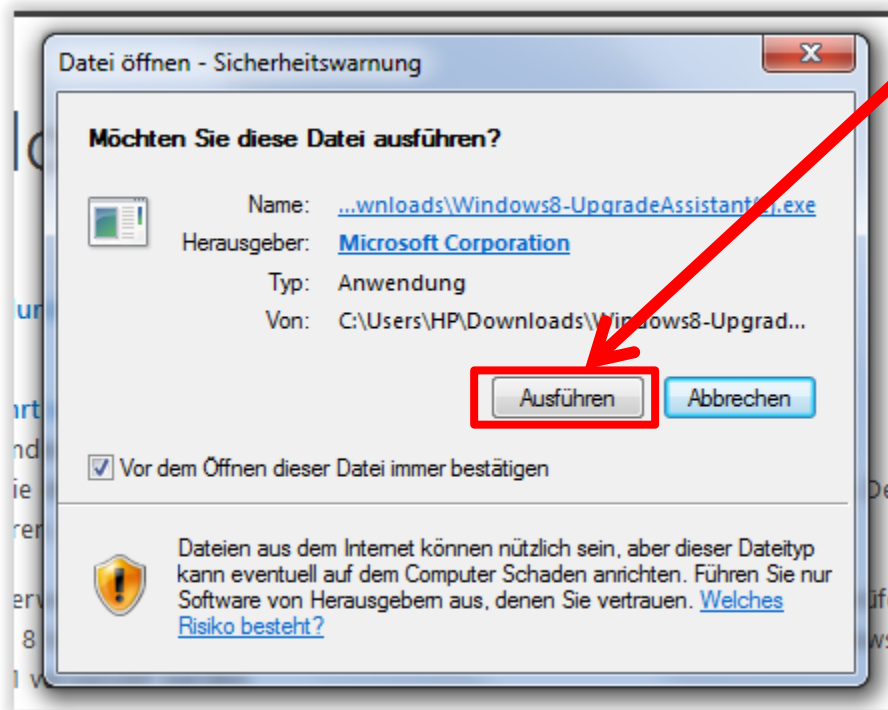 Datei öffnen - Sicherheitswarnung
Möchten Sie diese Datei ausführen?
Name: ...wnloads\Windows8-UpgradeAssistant
.exe
Herausgeber: Microsoft Corporation
Typ: Anwendung
Von: C:\Users\HP\Downloads\Windows8-Upgrad...
Ausführen Abbrechen
Vor dem Öffnen dieser Datei immer bestätigen
Dateien aus dem Internet können nützlich sein, aber dieser Dateityp
kann eventuell auf dem Computer Schaden anrichten. Führen Sie nur
Software von Herausgebern aus, denen Sie vertrauen. Welches
Risiko besteht?
8